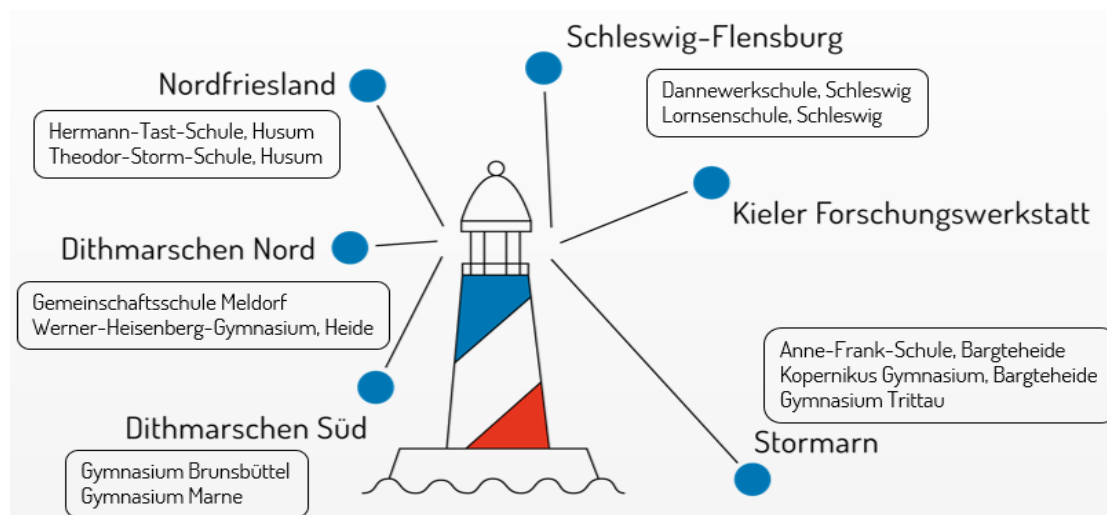 Schleswig-Flensburg
Dannewerkschule, Schleswig
Lornsenschule, Schleswig
Nordfriesland
Hermann-Tast-Schule, Husum
Theodor-Storm-Schule, Husum
Kieler Forschungswerkstatt
Dithmarschen Nord
Gemeinschaftsschule Meldorf
Werner-Heisenberg-Gymnasium, Heide
Anne-Frank-Schule, Bargteheide
Kopernikus Gymnasium, Bargteheide
Gymnasium Trittau
Stormarn
Dithmarschen Süd
Gymnasium Brunsbüttel
Gymnasium Marne